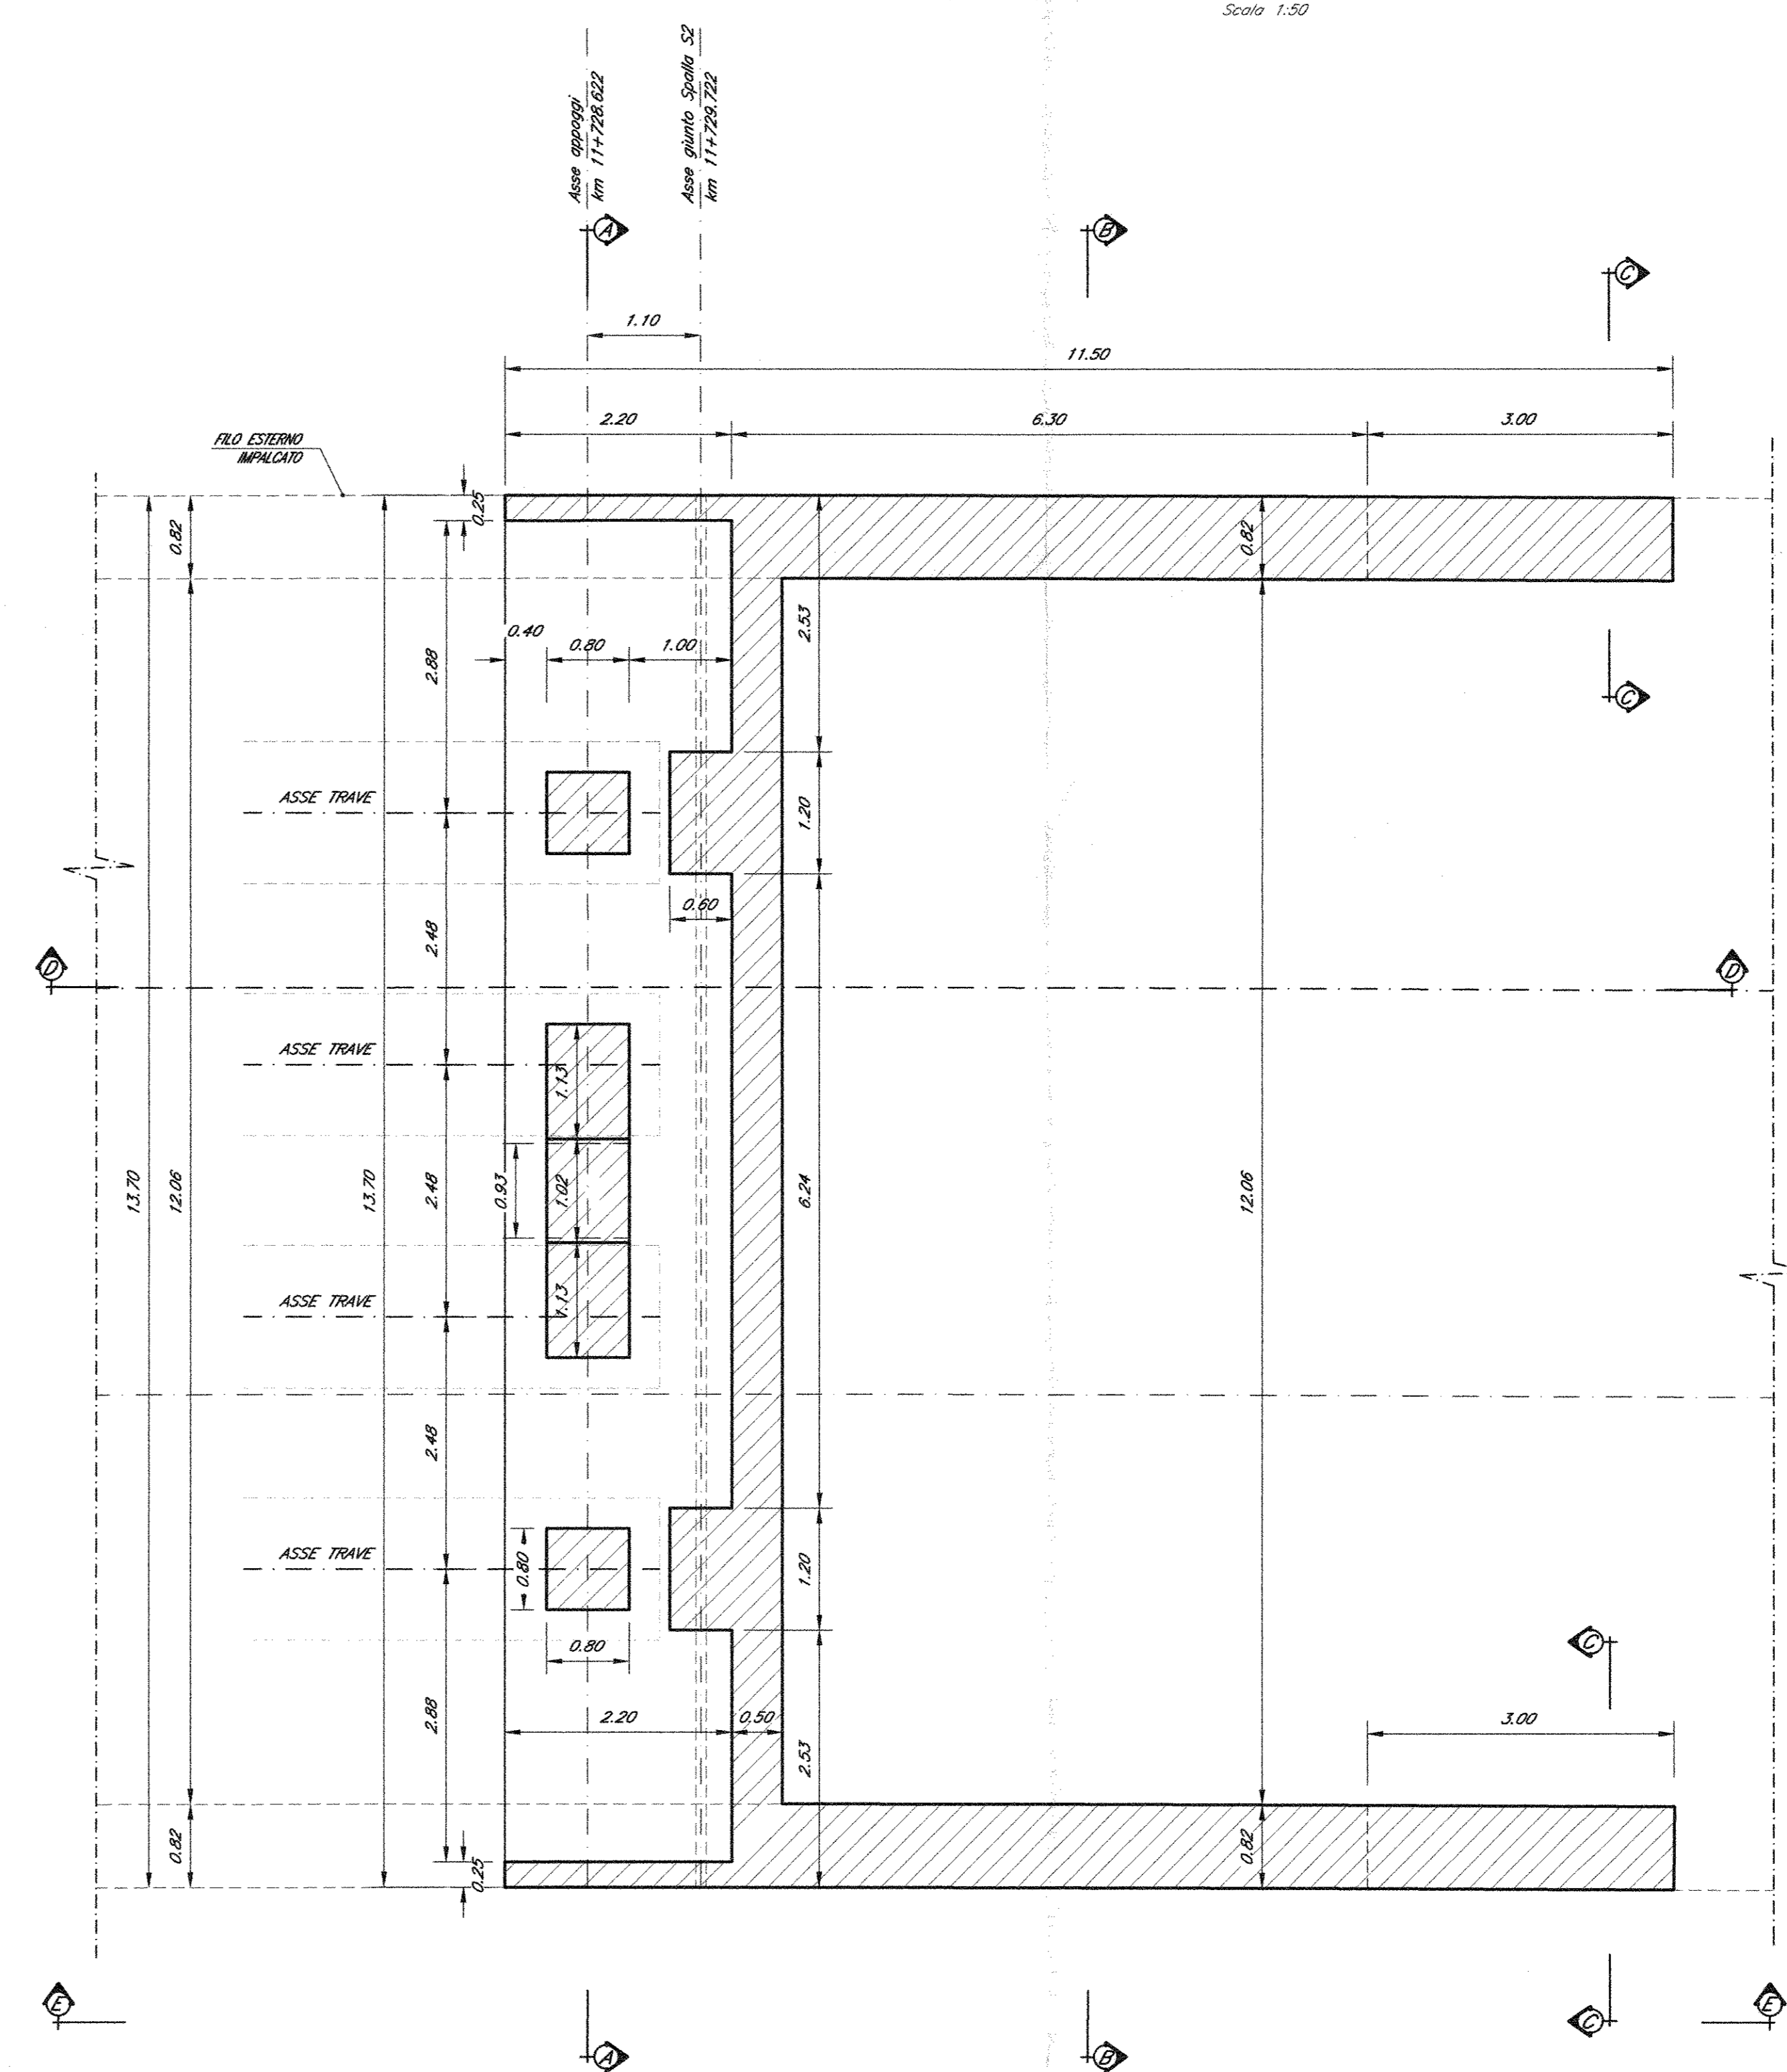 Scala 1:50
Asse appoggi
km 11+728.622
Asse giunto Spalla S2
km 11+729.722
A
B
C
1.10
11.50
2.20
6.30
3.00
FILO ESTERNO
IMPALCATO
0.25
0.82
0.82
2.53
0.40
0.80
1.00
2.88
C
ASSE TRAVE
1.20
0.60
2.48
D
D
ASSE TRAVE
1.13
13.70
12.06
13.70
2.48
0.93
1.02
6.24
12.06
ASSE TRAVE
1.13
2.48
ASSE TRAVE
0.80
1.20
0.80
C
2.88
2.20
0.50
2.53
3.00
0.82
0.25
0.82
E
C
E
A
B